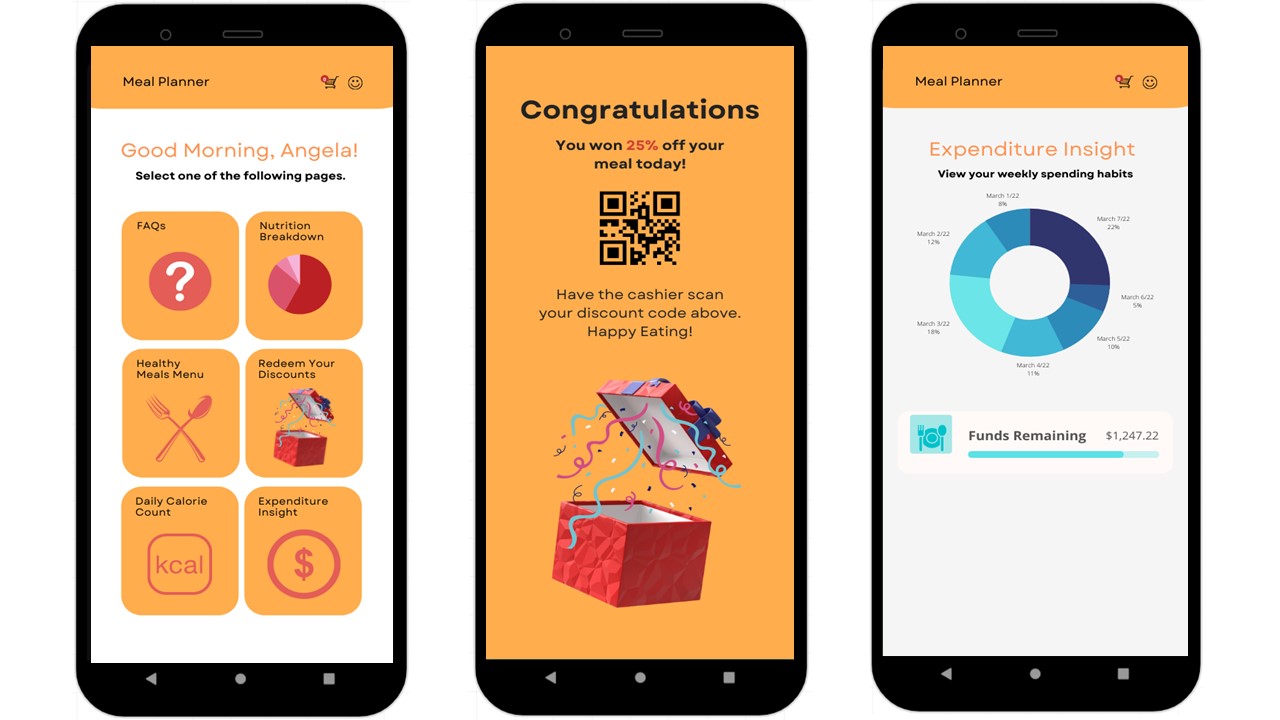 Meal Planner
0
Good Morning, Angela!
Select one of the following pages.
FAQs
?
Nutrition
Breakdown
Healthy
Meals Menu
Redeem Your
Discounts
Daily Calorie
Count
kcal
Expenditure
Insight
$
Congratulations
You won 25% off your
meal today!
Have the cashier scan
your discount code above.
Happy Eating!
Meal Planner
0
Expenditure Insight
View your weekly spending habits
March 1/22
8%
March 7/22
22%
March 2/22
12%
March 6/22
5%
March 3/22
18%
March 5/22
10%
March 4/22
11%
Funds Remaining
$1,247.22